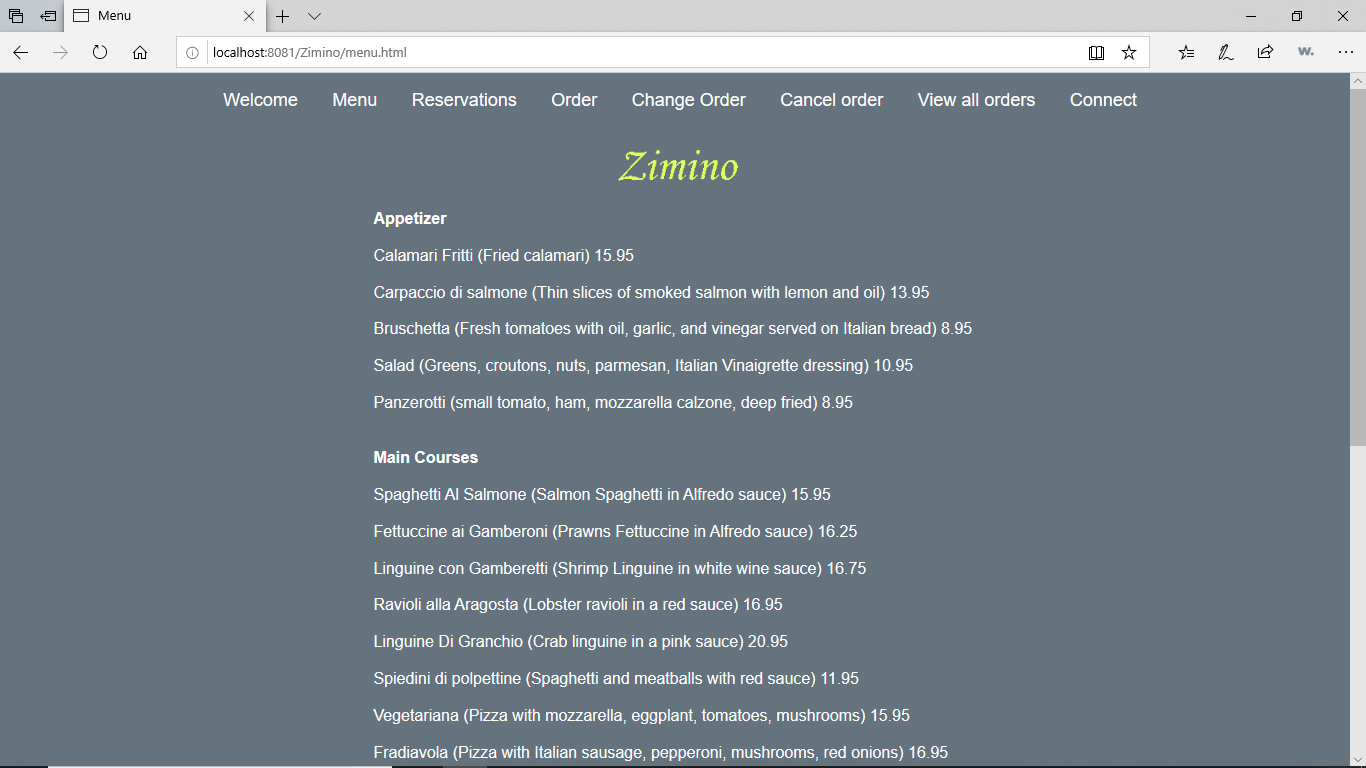 Menu
localhost:8081/Zimino/menu.html
w.
Welcome Menu Reservations Order Change Order Cancel order View all orders Connect
Zimino
Appetizer
Calamari Fritti (Fried calamari) 15.95
Carpaccio di salmone (Thin slices of smoked salmon with lemon and oil) 13.95
Bruschetta (Fresh tomatoes with oil, garlic, and vinegar served on Italian bread) 8.95
Salad (Greens, croutons, nuts, parmesan, Italian Vinaigrette dressing) 10.95
Panzerotti (small tomato, ham, mozzarella calzone, deep fried) 8.95
Main Courses
Spaghetti Al Salmone (Salmon Spaghetti in Alfredo sauce) 15.95
Fettuccine ai Gamberoni (Prawns Fettuccine in Alfredo sauce) 16.25
Linguine con Gamberetti (Shrimp Linguine in white wine sauce) 16.75
Ravioli alla Aragosta (Lobster ravioli in a red sauce) 16.95
Linguine Di Granchio (Crab linguine in a pink sauce) 20.95
Spiedini di polpettine (Spaghetti and meatballs with red sauce) 11.95
Vegetariana (Pizza with mozzarella, eggplant, tomatoes, mushrooms) 15.95
Fradiavola (Pizza with Italian sausage, pepperoni, mushrooms, red onions) 16.95